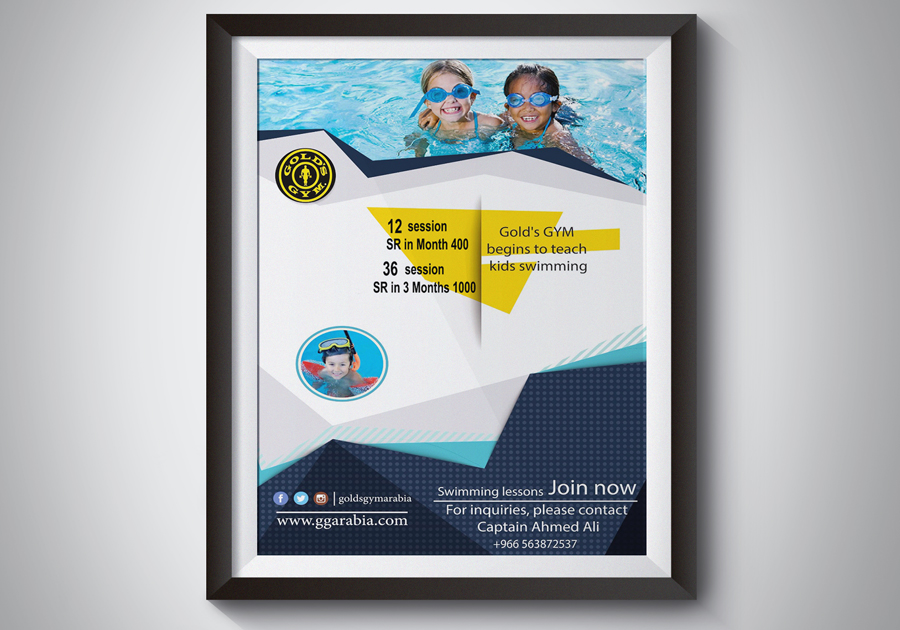 GOLD'S
GYM.
12 session
SR in Month 400
36 session
SR in 3 Months 1000
Gold's GYM
begins to teach
kids swimming
goldsgymarabia
www.ggarabia.com
Swimming lessons Join now
For inquiries, please contact
Captain Ahmed Ali
+966 563872537